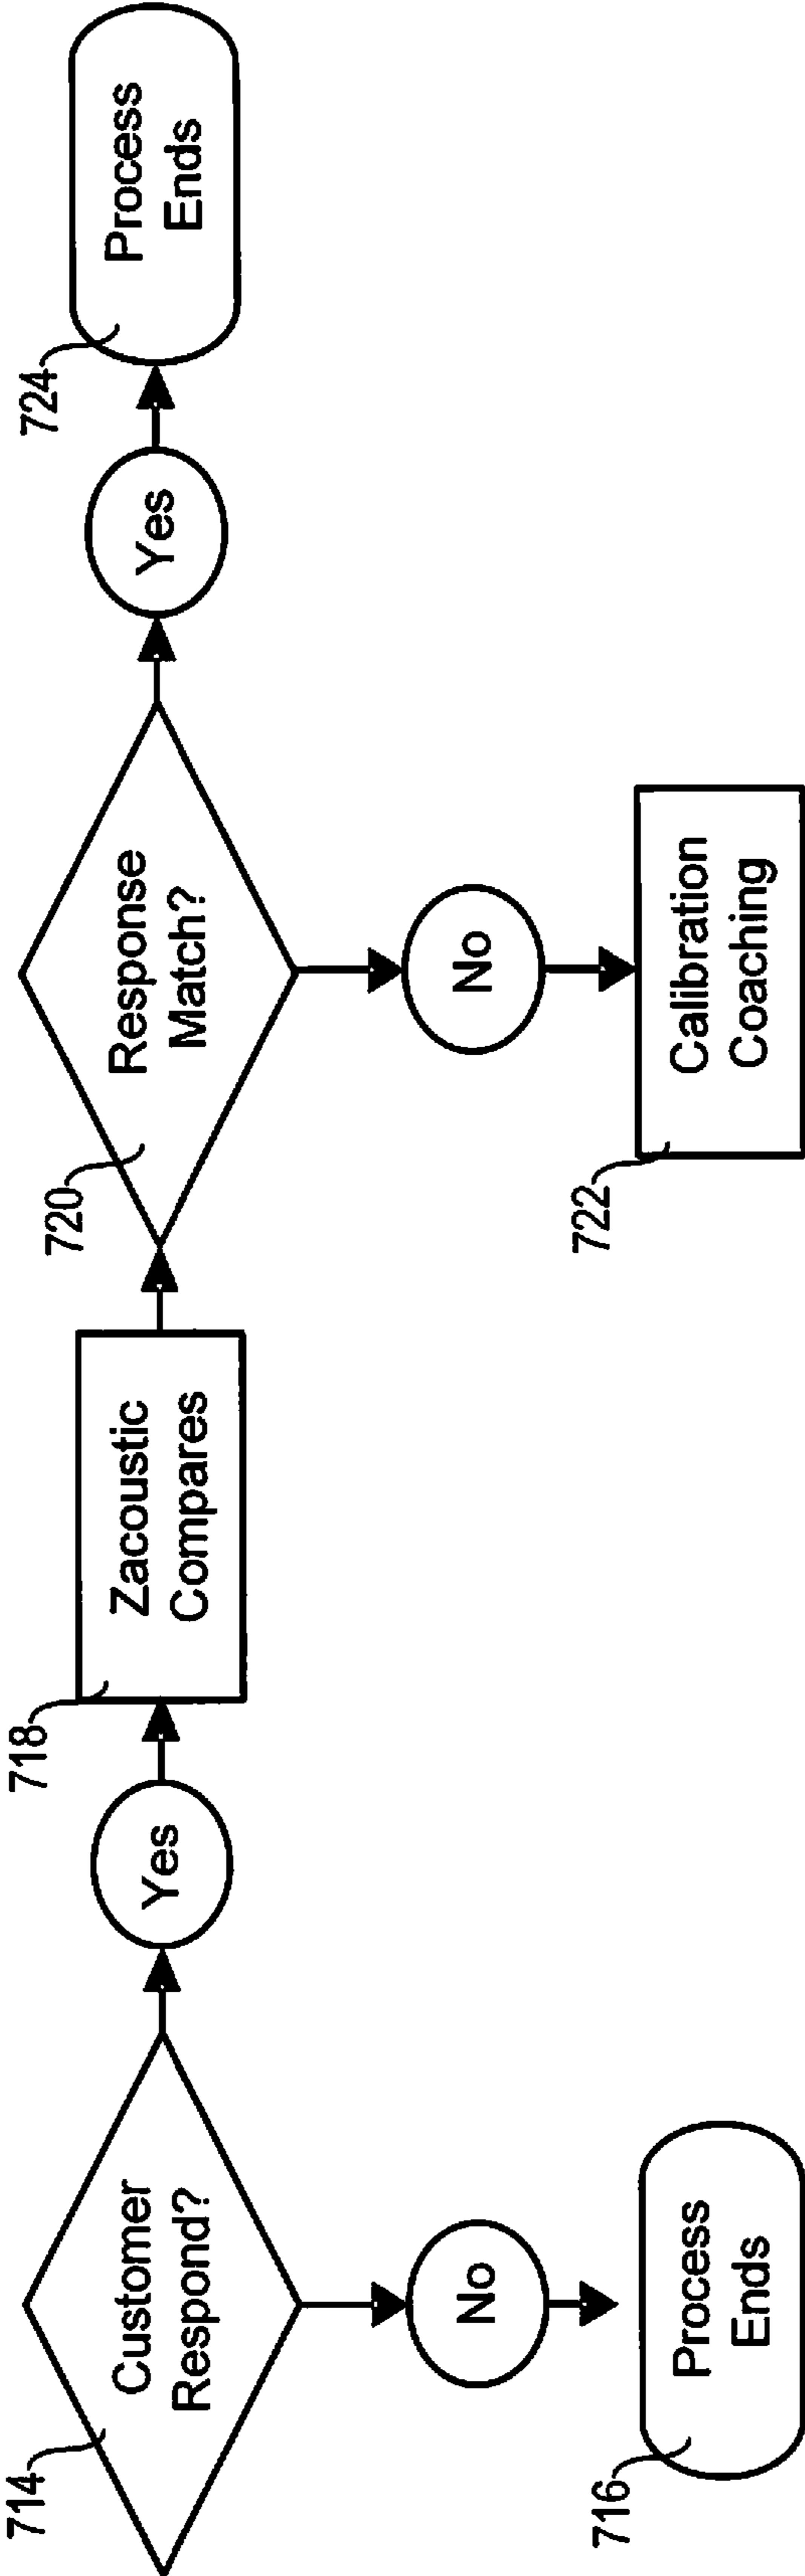 714
Customer
Respond?
Yes
718
Zacoustic
Compares
720
Response
Match?
Yes
724
Process
Ends
No
716
Process
Ends
No
722
Calibration
Coaching